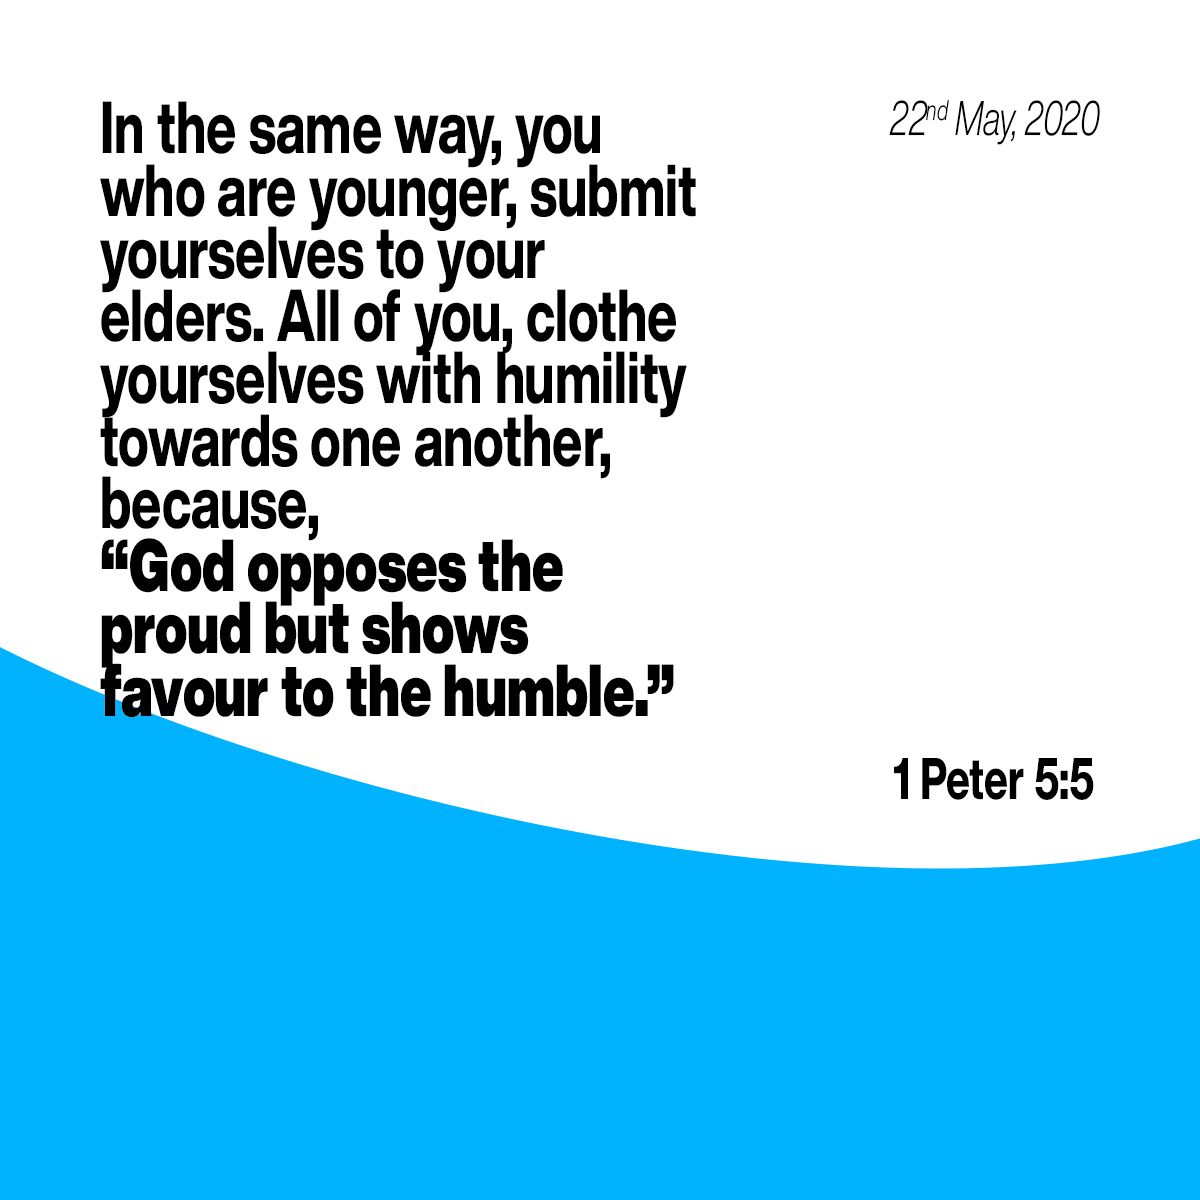 In the same way, you
who are younger, submit
yourselves to your
elders. All of you, clothe
yourselves with humility
towards one another,
because,
“God opposes the
proud but shows
favour to the humble.”
22nd May, 2020
1 Peter 5:5